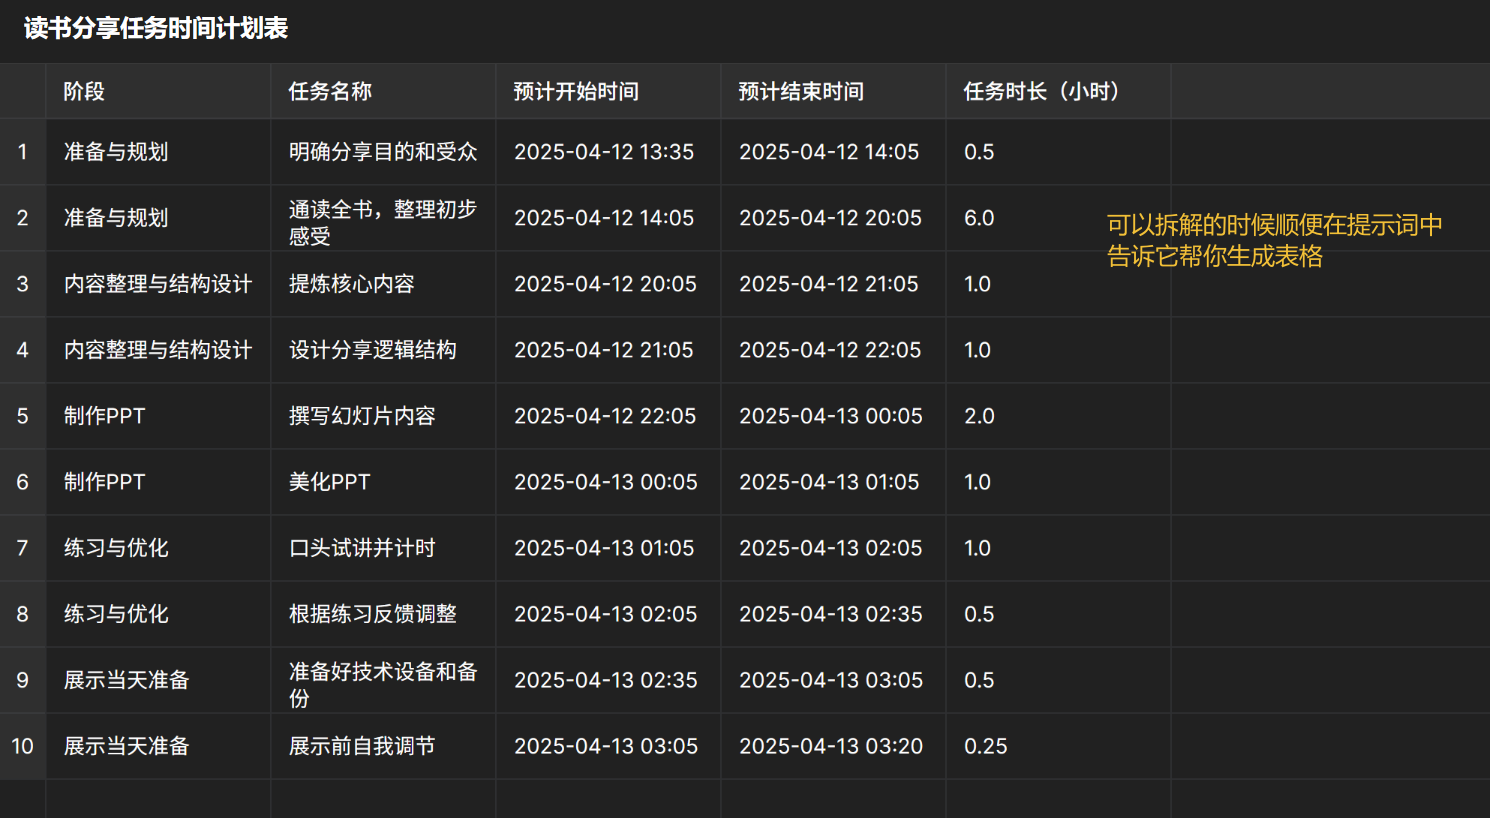 读书分享任务时间计划表
阶段 任务名称 预计开始时间 预计结束时间 任务时长（小时）
1 准备与规划 明确分享目的和受众 2025-04-12 13:35 2025-04-12 14:05 0.5
2 准备与规划 通读全书，整理初步 2025-04-12 14:05 2025-04-12 20:05 6.0
感受
可以拆解的时候顺便在提示词中
告诉它帮你生成表格
3 内容整理与结构设计 提炼核心内容 2025-04-12 20:05 2025-04-12 21:05 1.0
4 内容整理与结构设计 设计分享逻辑结构 2025-04-12 21:05 2025-04-12 22:05 1.0
5 制作PPT 撰写幻灯片内容 2025-04-12 22:05 2025-04-13 00:05 2.0
6 制作PPT 美化PPT 2025-04-13 00:05 2025-04-13 01:05 1.0
7 练习与优化 口头试讲并计时 2025-04-13 01:05 2025-04-13 02:05 1.0
8 练习与优化 根据练习反馈调整 2025-04-13 02:05 2025-04-13 02:35 0.5
9 展示当天准备 准备好技术设备和备 2025-04-13 02:35 2025-04-13 03:05 0.5
份
10 展示当天准备 展示前自我调节 2025-04-13 03:05 2025-04-13 03:20 0.25